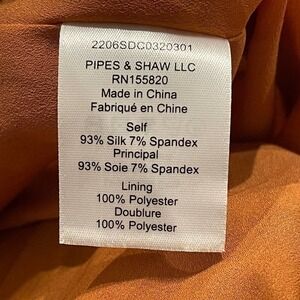 2206SDC0320301
PIPES & SHAW LLC
RN155820
Made in China
Fabriqué en Chine
Self
93% Silk 7% Spandex
Principal
93% Soie 7% Spandex
Lining
100% Polyester
Doublure
100% Polyester